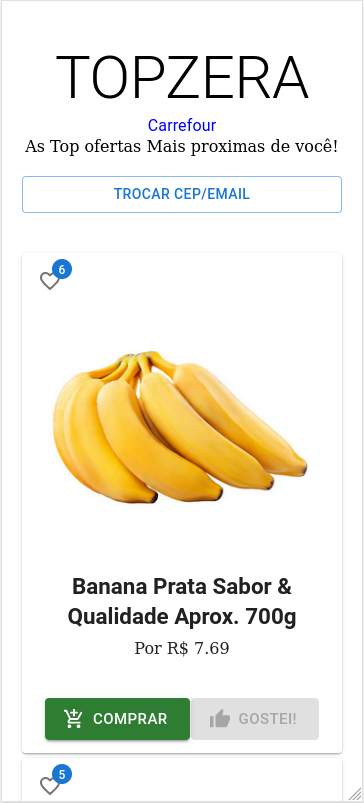 TOPZERA
Carrefour
As Top ofertas Mais proximas de você!
TROCAR CEP/EMAIL
6
Banana Prata Sabor &
Qualidade Aprox. 700g
Por R$ 7.69
COMPRAR
GOSTEI!
5